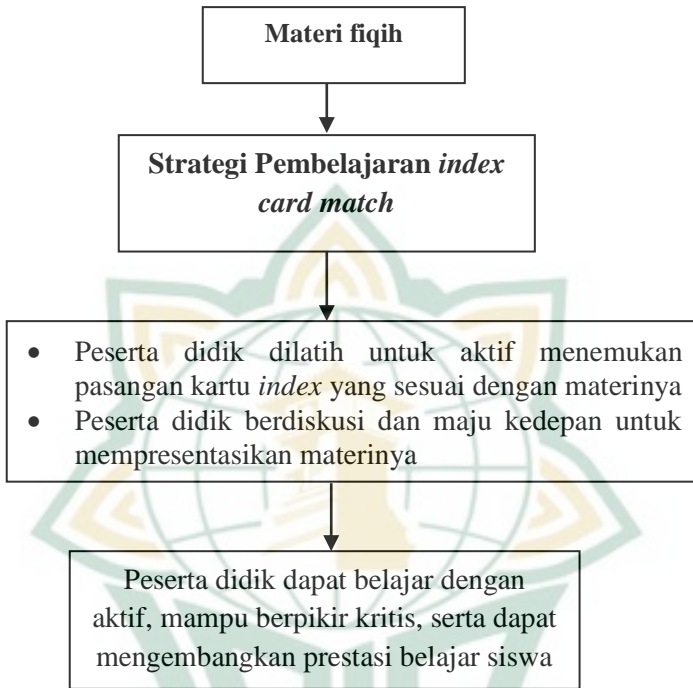 Materi fiqih
Strategi Pembelajaran index
card match
• Peserta didik dilatih untuk aktif menemukan
pasangan kartu index yang sesuai dengan materinya
• Peserta didik berdiskusi dan maju kedepan untuk
mempresentasikan materinya
Peserta didik dapat belajar dengan
aktif, mampu berpikir kritis, serta dapat
mengembangkan prestasi belajar siswa